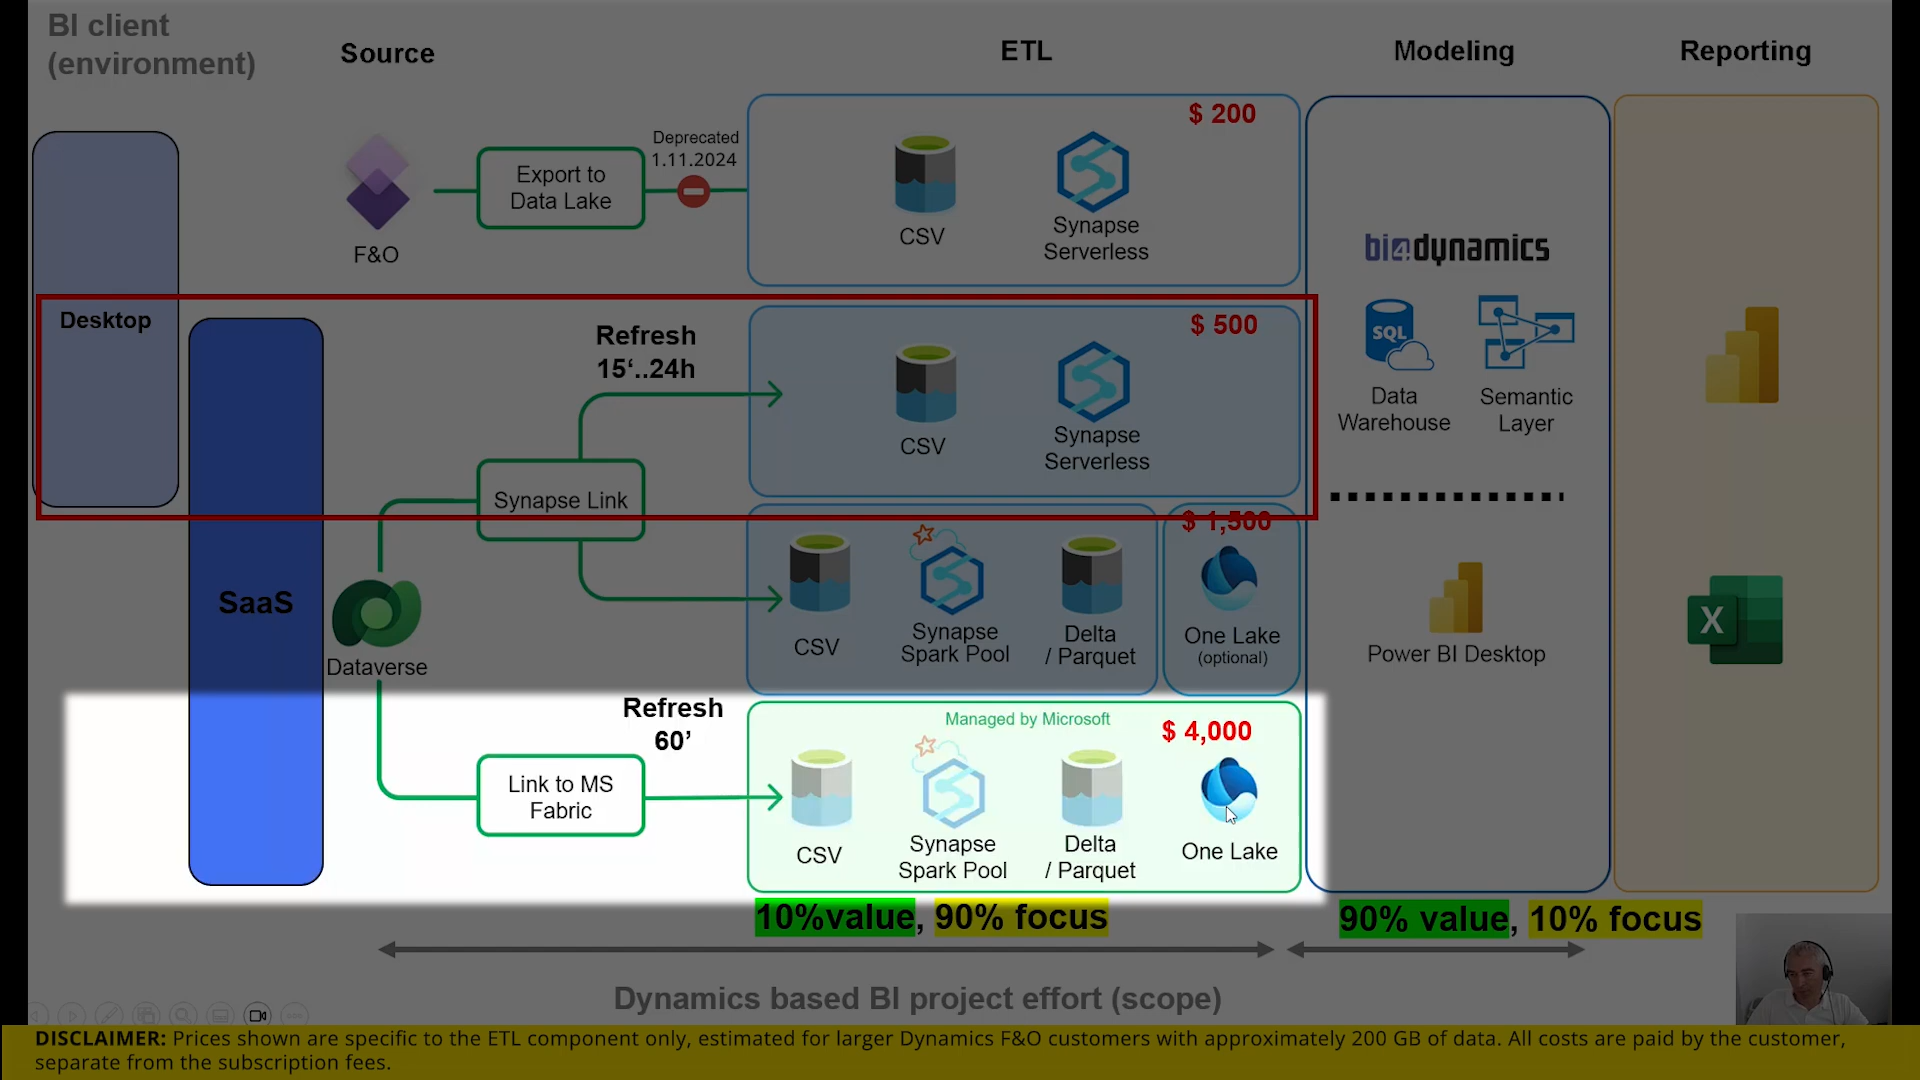 BI client
(environment)
Source
ETL
Modeling
Reporting
Desktop
SaaS
F&O
Export to
Data Lake
Deprecated
1.11.2024
$ 200
CSV
Synapse
Serverless
Refresh
15‘..24h
$ 500
CSV
Synapse
Serverless
Synapse Link
$ 1,500
CSV
Synapse
Spark Pool
Delta
/ Parquet
One Lake
(optional)
Dataverse
Refresh
60’
Link to MS
Fabric
Managed by Microsoft
$ 4,000
CSV
Synapse
Spark Pool
Delta
/ Parquet
One Lake
bi4dynamics
SQL
Data
Warehouse
Semantic
Layer
Power BI Desktop
X
10%value, 90% focus
90% value, 10% focus
Dynamics based BI project effort (scope)
DISCLAIMER: Prices shown are specific to the ETL component only, estimated for larger Dynamics F&O customers with approximately 200 GB of data. All costs are paid by the customer,
separate from the subscription fees.